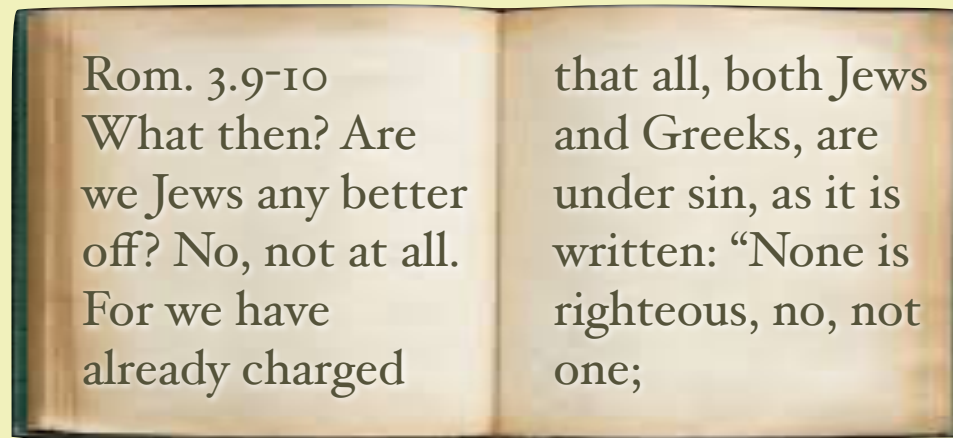 Rom. 3.9-10
What then? Are
we Jews any better
off? No, not at all.
For we have
already charged
that all, both Jews
and Greeks, are
under sin, as it is
written: “None is
righteous, no, not
one;